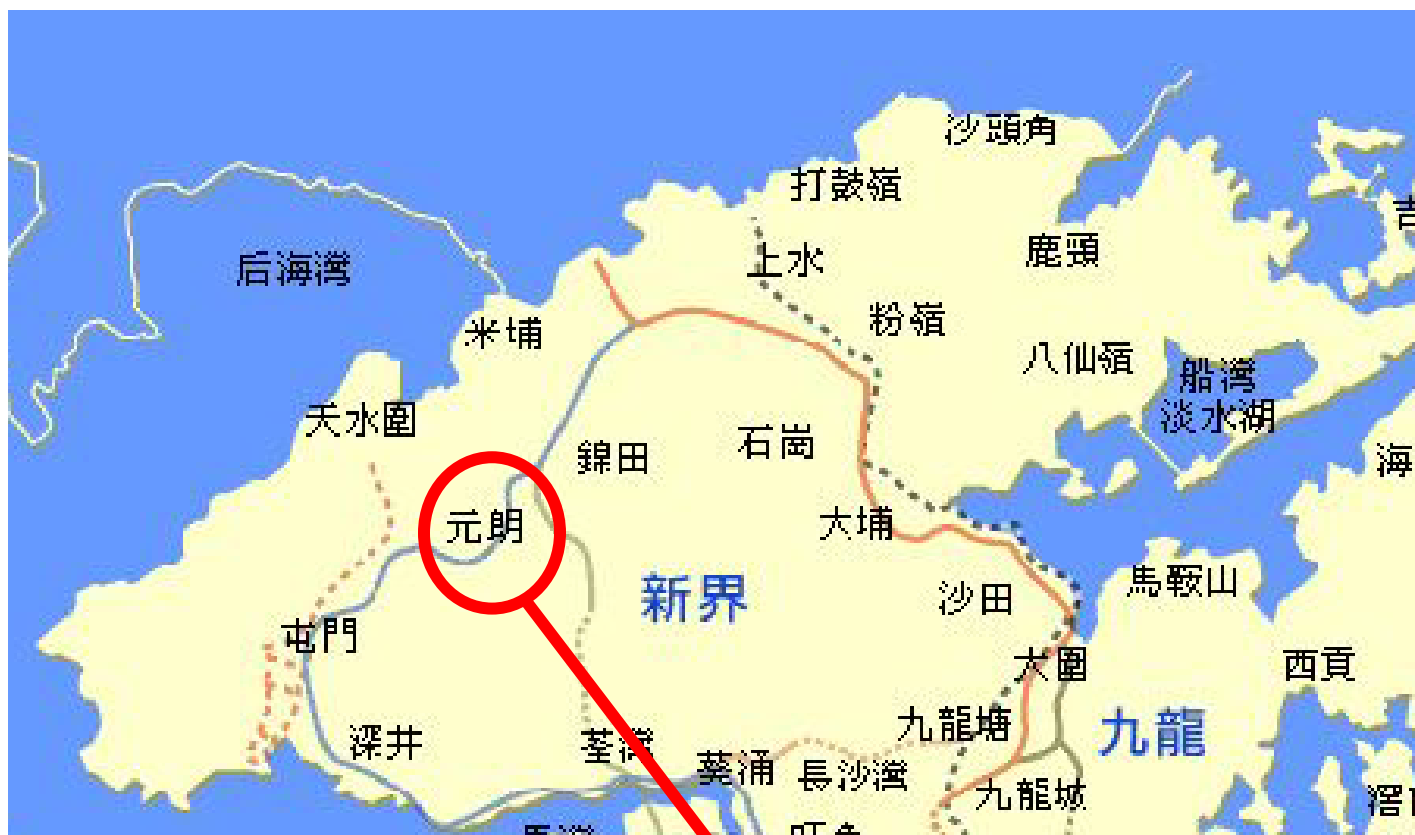 沙頭角
打鼓嶺
上水
鹿頸
后海灣
粉嶺
米埔
八仙嶺
船灣
淡水湖
天水圍
石崗
錦田
海
元朗
大埔
新界
沙田
馬鞍山
屯門
大圍
西貢
九龍塘
九龍
深井
荃灣
葵涌
長沙灣
九龍城